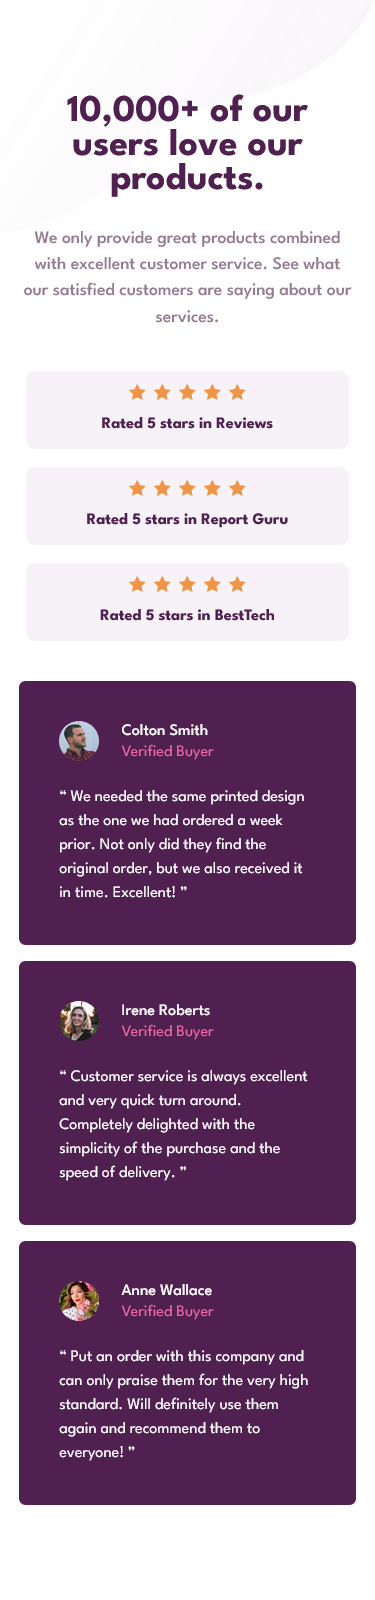 10,000+ of our
users love our
products.
We only provide great products combined
with excellent customer service. See what
our satisfied customers are saying about our
services.
Rated 5 stars in Reviews
Rated 5 stars in Report Guru
Rated 5 stars in BestTech
Colton Smith
Verified Buyer
“ We needed the same printed design
as the one we had ordered a week
prior. Not only did they find the
original order, but we also received it
in time. Excellent! ”
Irene Roberts
Verified Buyer
“ Customer service is always excellent
and very quick turn around.
Completely delighted with the
simplicity of the purchase and the
speed of delivery. ”
Anne Wallace
Verified Buyer
“ Put an order with this company and
can only praise them for the very high
standard. Will definitely use them
again and recommend them to
everyone! ”